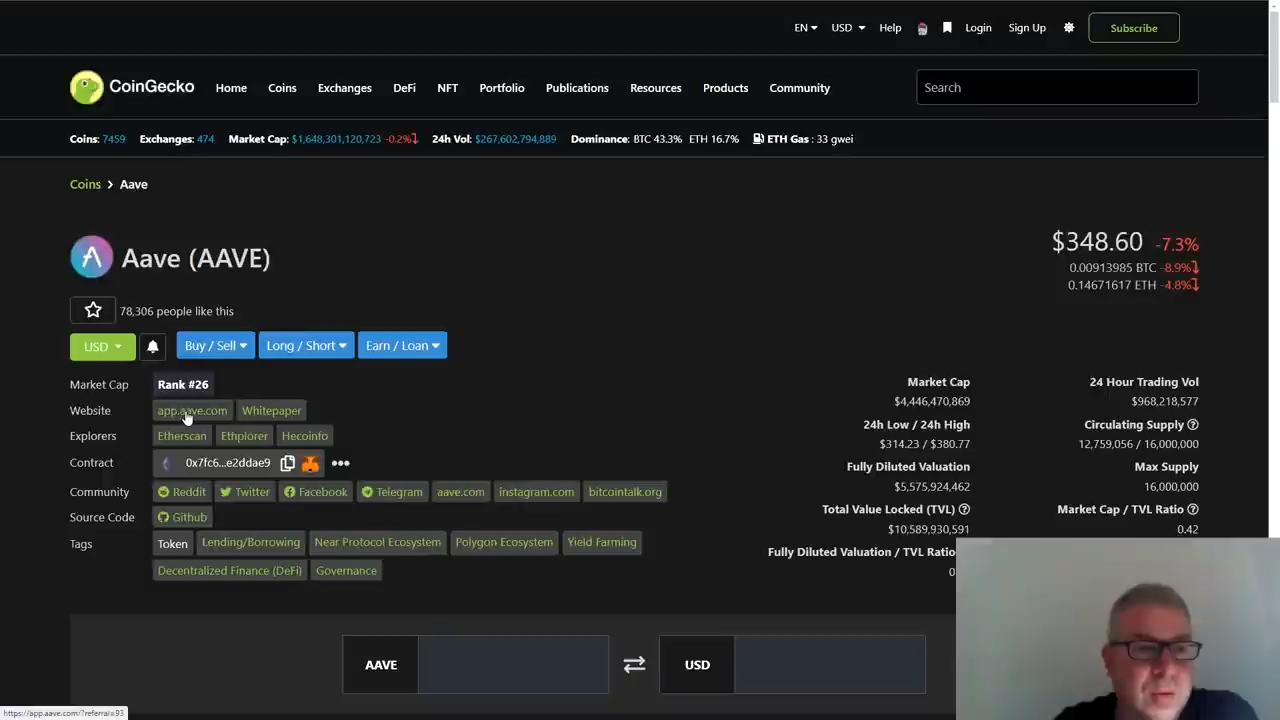 EN USD Help Login Sign Up Subscribe
CoinGecko Home Coins Exchanges DeFi NFT Portfolio Publications Resources Products Community Search
Coins: 7459 Exchanges: 474 Market Cap: $1,648,301,120,723 -0.2% 24h Vol: $267,602,794,889 Dominance: BTC 43.3% ETH 16.7% ETH Gas: 33 gwei
Coins > Aave
Aave (AAVE)
$348.60 -7.3%
0.00913985 BTC -8.9%
0.14671617 ETH -4.8%
78,306 people like this
USD Buy / Sell Long / Short Earn / Loan
Market Cap Rank #26
Website app.aave.com Whitepaper
Explorers Etherscan Ethplorer Hecoinfo
Contract 0x7fc6...e2ddae9
Community Reddit Twitter Facebook Telegram aave.com instagram.com bitcointalk.org
Source Code Github
Tags Token Lending/Borrowing Near Protocol Ecosystem Polygon Ecosystem Yield Farming
Decentralized Finance (DeFi) Governance
Market Cap
$4,446,470,869
24h Low / 24h High
$314.23 / $380.77
Fully Diluted Valuation
$5,575,924,462
Total Value Locked (TVL)
$10,589,930,591
Fully Diluted Valuation / TVL Ratio
24 Hour Trading Vol
$968,218,577
Circulating Supply
12,759,056 / 16,000,000
Max Supply
16,000,000
Market Cap / TVL Ratio
0.42
AAVE USD
https://app.aave.com/?referral=93